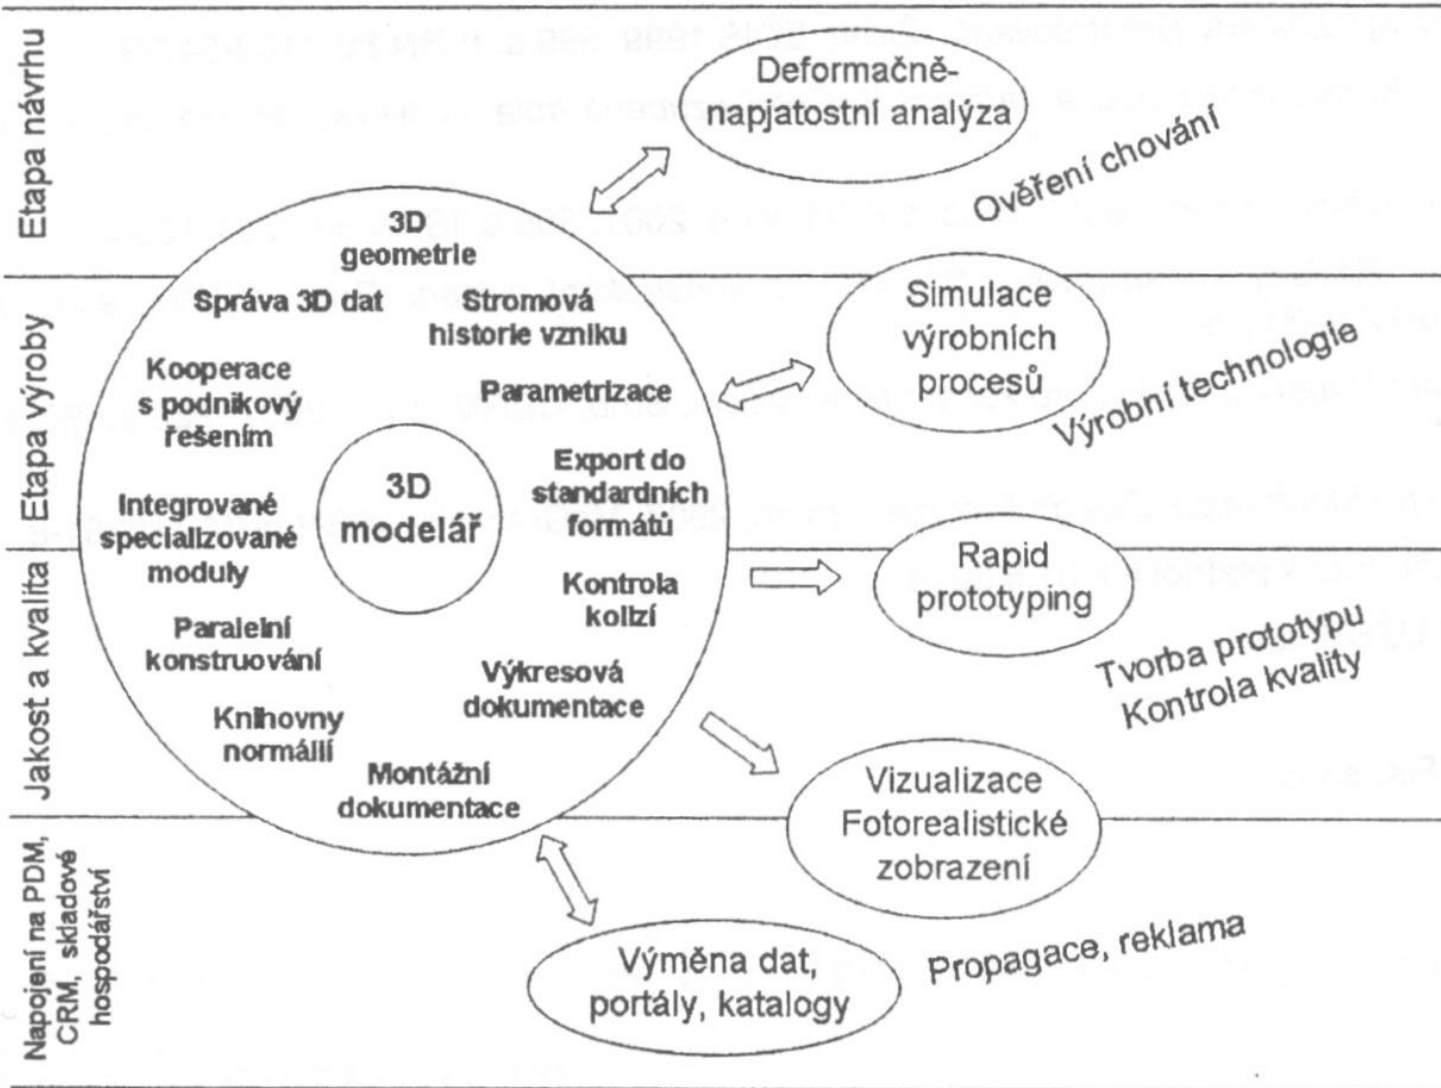 Etapa návrhu
Etapa výroby
Jakost a kvalita
Napojení na PDM,
CRM, skladové
hospodářství
3D
geometrie
Správa 3D dat
Stromová
historie vzniku
Kooperace
s podnikový
řešením
Parametrizace
Integrované
specializované
moduly
3D
modelář
Export do
standardních
formátů
Paralelní
konstruování
Kontrola
kolizí
Knihovny
normálií
Výkresová
dokumentace
Montážní
dokumentace
Deformačně-
napjatostní analýza
Ověření chování
Simulace
výrobních
procesů
Výrobní technologie
Rapid
prototyping
Tvorba prototypu
Kontrola kvality
Vizualizace
Fotorealistické
zobrazení
Propagace, reklama
Výměna dat,
portály, katalogy